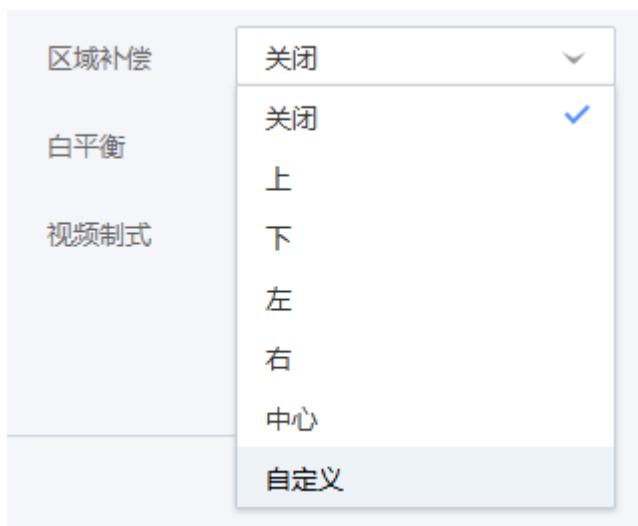 区域补偿 关闭
关闭
白平衡
上
视频制式 下
左
右
中心
自定义